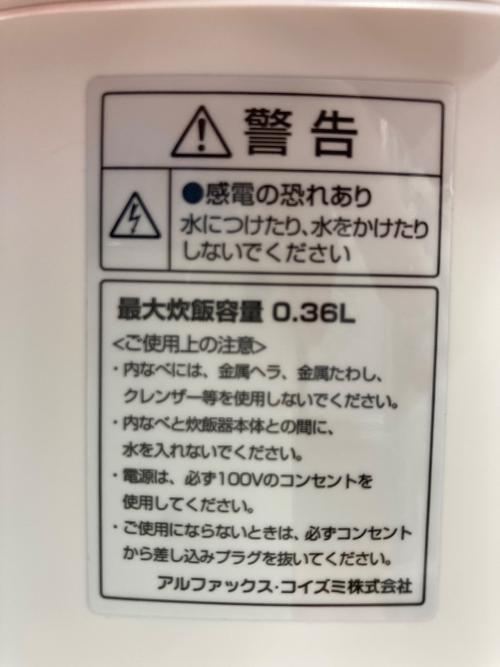 警告
●感電の恐れあり
水につけたり、水をかけたり
しないでください
最大炊飯容量 0.36L
<ご使用上の注意>
・内なべには、金属ヘラ、金属たわし、
クレンザー等を使用しないでください。
・内なべと炊飯器本体との間に、
水を入れないでください。
・電源は、必ず100Vのコンセントを
使用してください。
・ご使用にならないときは、必ずコンセント
から差し込みプラグを抜いてください。
アルファックス・コイズミ株式会社